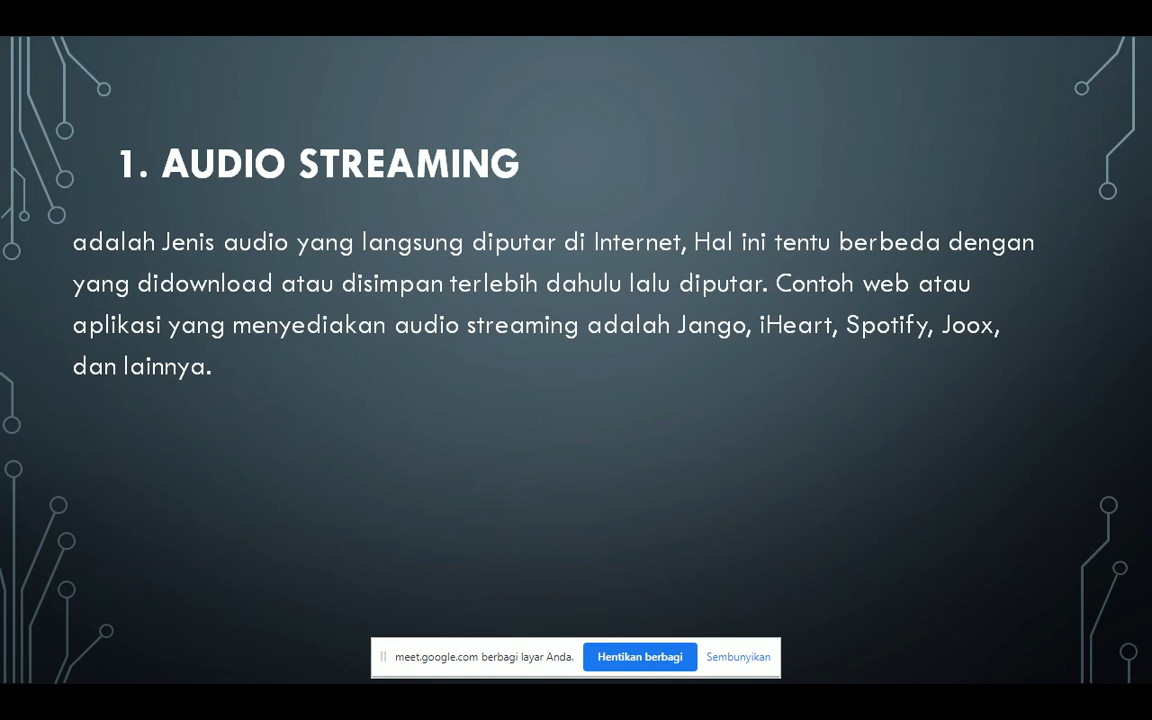 1. AUDIO STREAMING
adalah Jenis audio yang langsung diputar di Internet, Hal ini tentu berbeda dengan
yang didownload atau disimpan terlebih dahulu lalu diputar. Contoh web atau
aplikasi yang menyediakan audio streaming adalah Jango, iHeart, Spotify, Joox,
dan lainnya.
meet.google.com berbagi layar Anda. Hentikan berbagi Sembunyikan